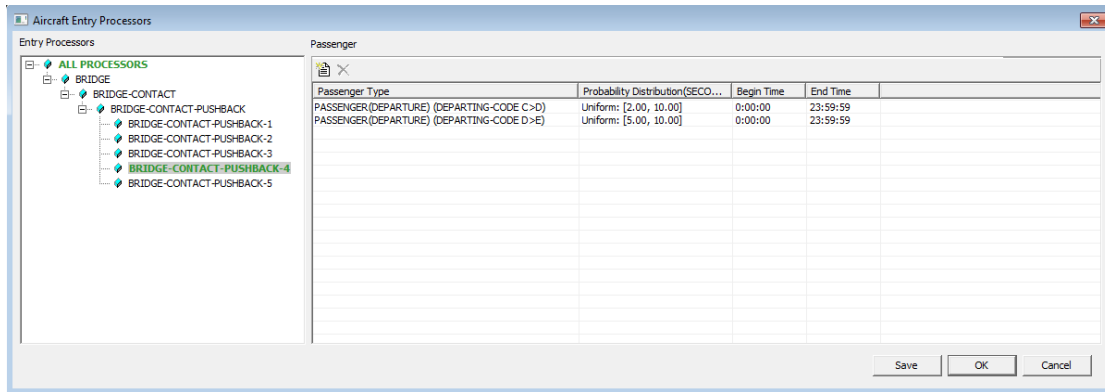 Aircraft Entry Processors
Entry Processors
Passenger
ALL PROCESSORS
BRIDGE
BRIDGE-CONTACT
BRIDGE-CONTACT-PUSHBACK
BRIDGE-CONTACT-PUSHBACK-1
BRIDGE-CONTACT-PUSHBACK-2
BRIDGE-CONTACT-PUSHBACK-3
BRIDGE-CONTACT-PUSHBACK-4
BRIDGE-CONTACT-PUSHBACK-5
Passenger Type Probability Distribution(SECO... Begin Time End Time
PASSENGER(DEPARTURE) (DEPARTING-CODE C>D) Uniform: [2.00, 10.00] 0:00:00 23:59:59
PASSENGER(DEPARTURE) (DEPARTING-CODE D>E) Uniform: [5.00, 10.00] 0:00:00 23:59:59
Save OK Cancel